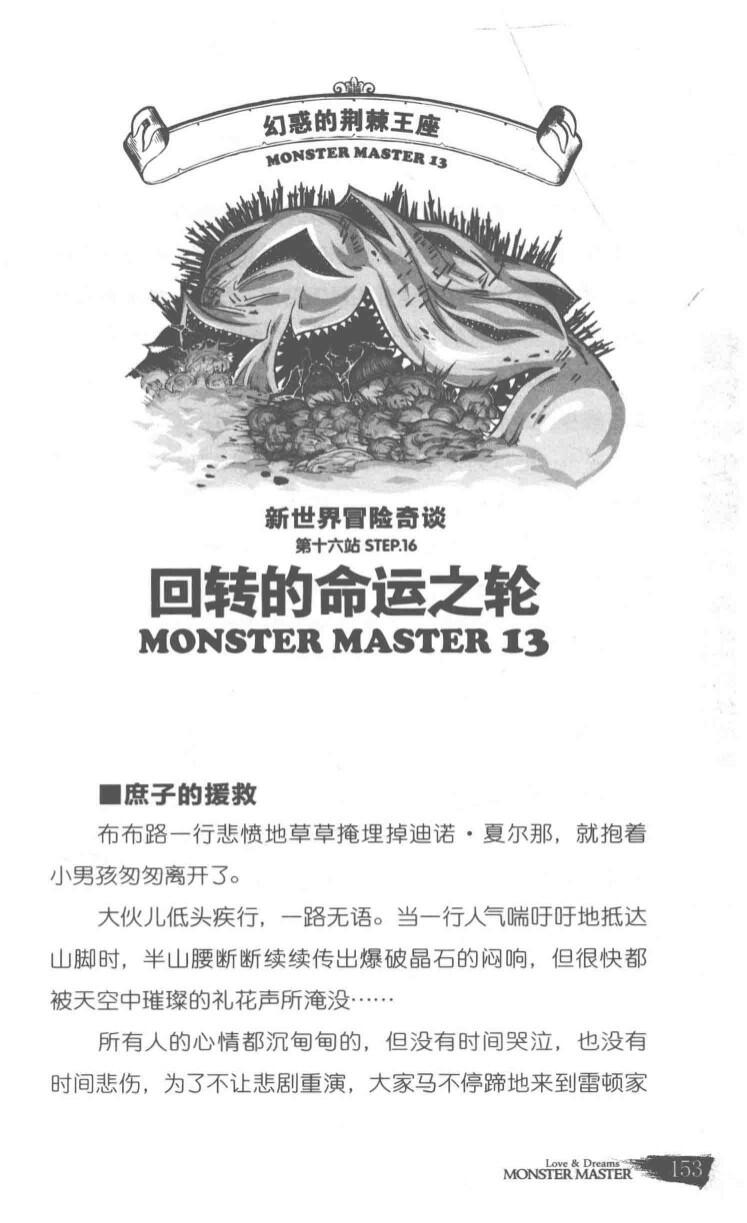 幻惑的荆棘王座
MONSTER MASTER 13
新世界冒险奇谈
第十六站 STEP.16
回转的命运之轮
MONSTER MASTER 13
■庶子的援救
布布路一行悲愤地草草掩埋掉迪诺·夏尔那，就抱着
小男孩匆匆离开了。
大伙儿低头疾行，一路无语。当一行人气喘吁吁地抵达
山脚时，半山腰断断续续传出爆破晶石的闷响，但很快都
被天空中璀璨的礼花声所淹没……
所有人的心情都沉甸甸的，但没有时间哭泣，也没有
时间悲伤，为了不让悲剧重演，大家马不停蹄地来到雷顿家
Love & Dreams
MONSTER MASTER
153